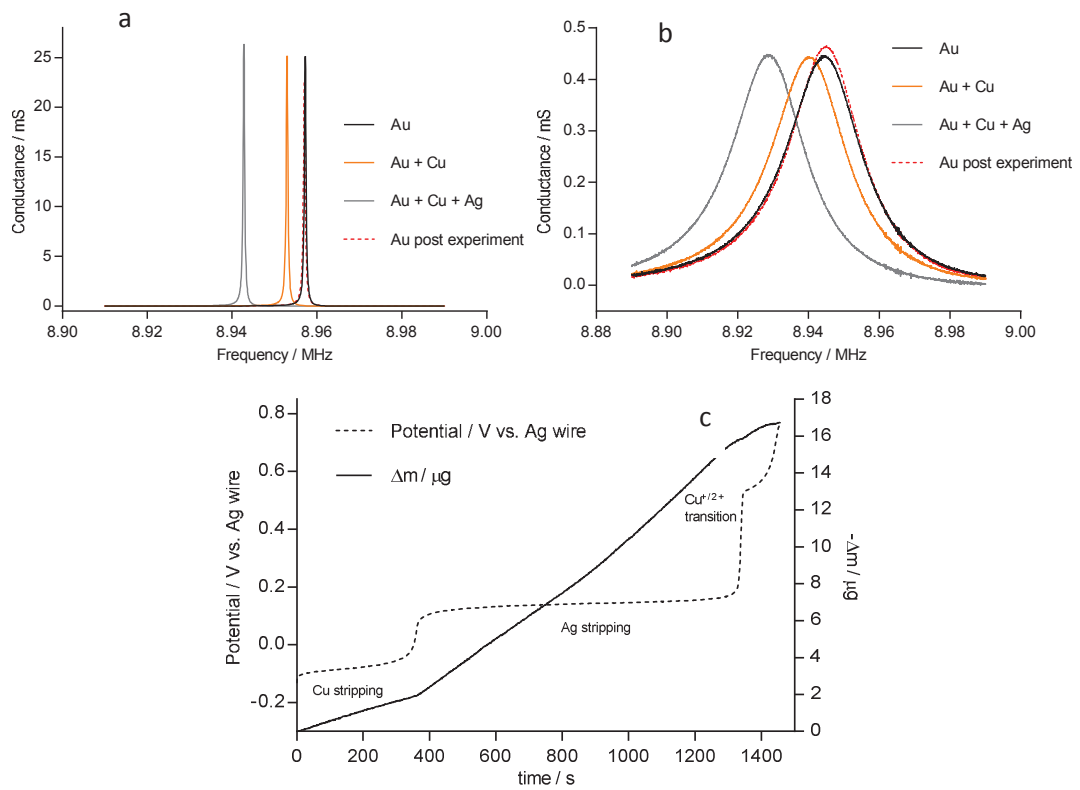 a
Conductance / mS
25
20
15
10
5
0
8.90
8.92
8.94
8.96
8.98
9.00
Frequency / MHz
Au
Au + Cu
Au + Cu + Ag
Au post experiment
b
Conductance / mS
0.5
0.4
0.3
0.2
0.1
0.0
8.88
8.90
8.92
8.94
8.96
8.98
9.00
Frequency / MHz
Au
Au + Cu
Au + Cu + Ag
Au post experiment
c
Potential / V vs. Ag wire
0.8
0.6
0.4
0.2
0.0
-0.2
Potential / V vs. Ag wire
Δm / μg
Cu stripping
Ag stripping
Cu⁺/²⁺
transition
18
16
14
12
10
8
6
4
2
0
-Δm / μg
0
200
400
600
800
1000
1200
1400
time / s